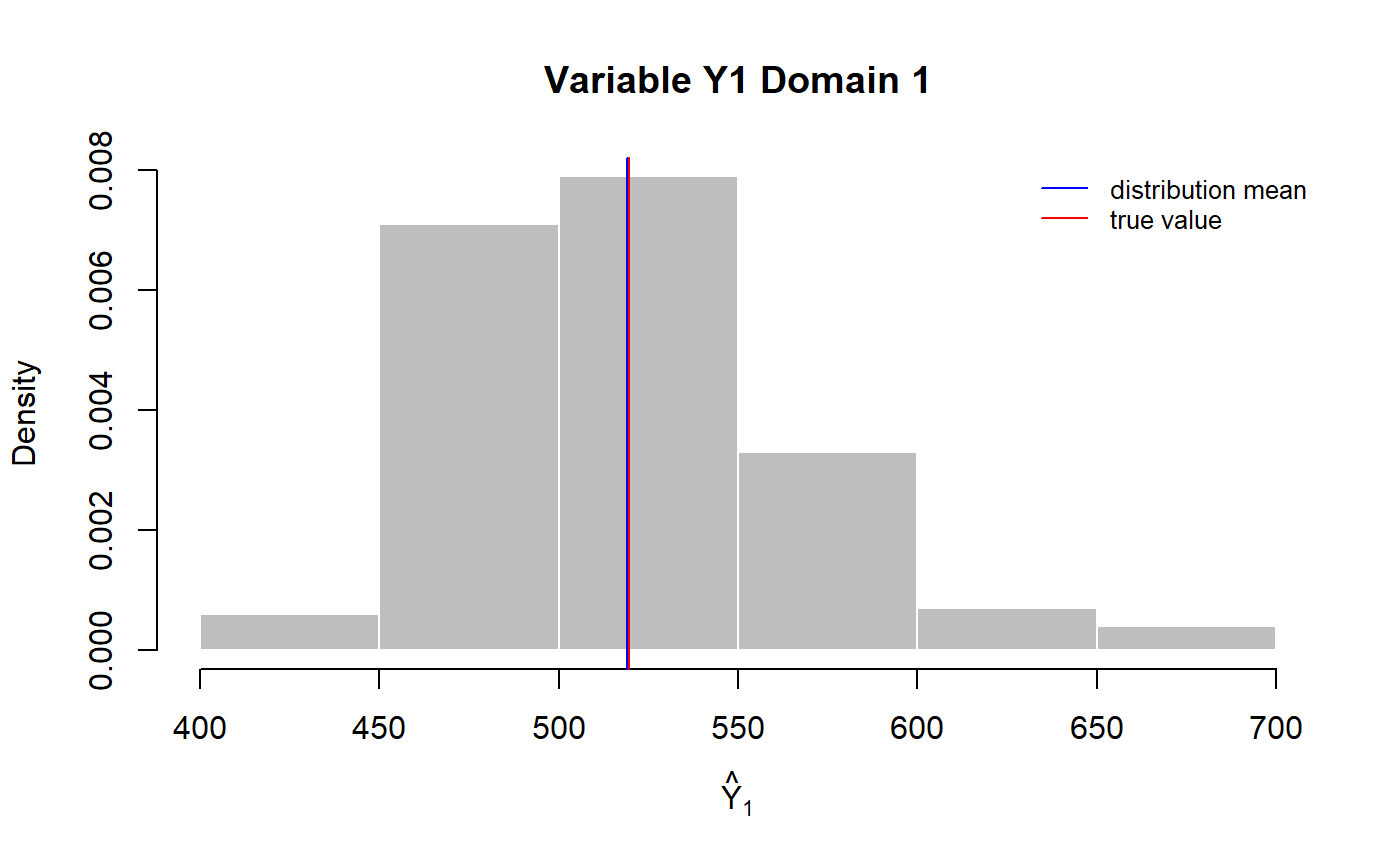 Variable Y1 Domain 1
distribution mean
true value
Density
0.008
0.006
0.004
0.002
0.000
400 450 500 550 600 650 700
Ŷ₁